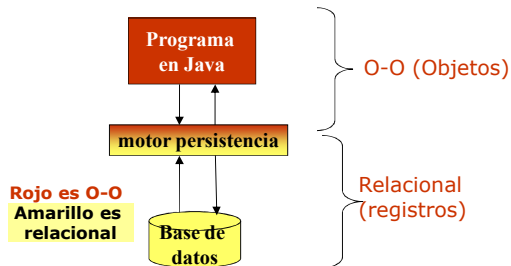 Programa
en Java
O-O (Objetos)
motor persistencia
Rojo es O-O
Amarillo es
relacional
Relacional
(registros)
Base de
datos